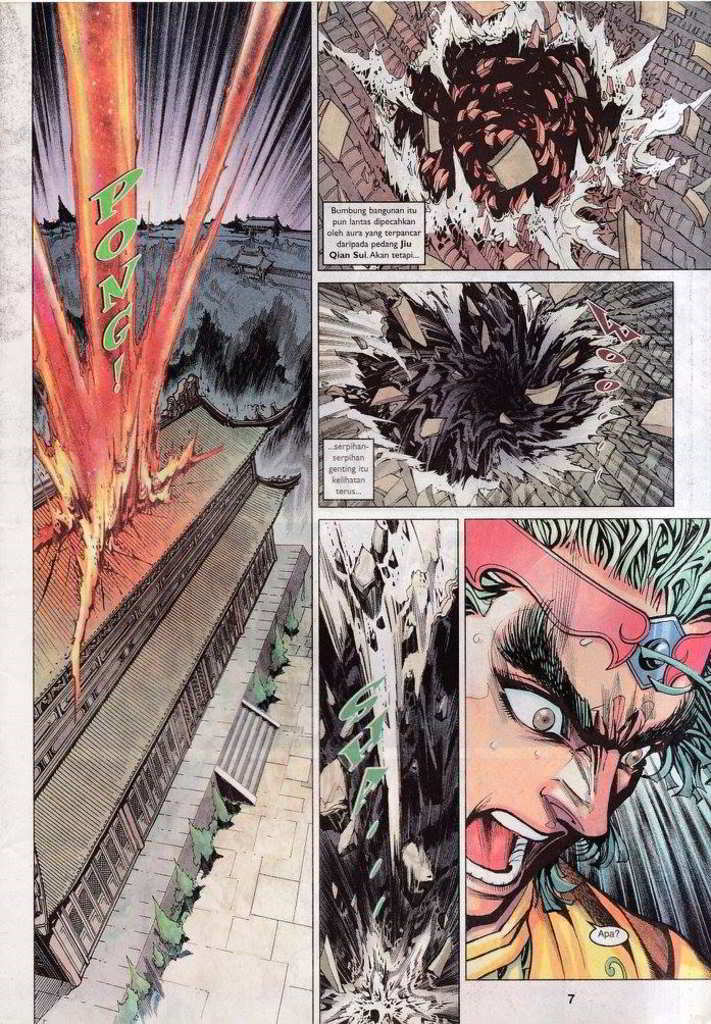 PONG!
Bumbung bangunan itu
pun lantas dipecahkan
oleh aura yang terpancar
daripada pedang Jiu
Qian Sui. Akan tetapi...
...serpihan-
serpihan
genting itu
kelihatan
terus...
Apa?
7